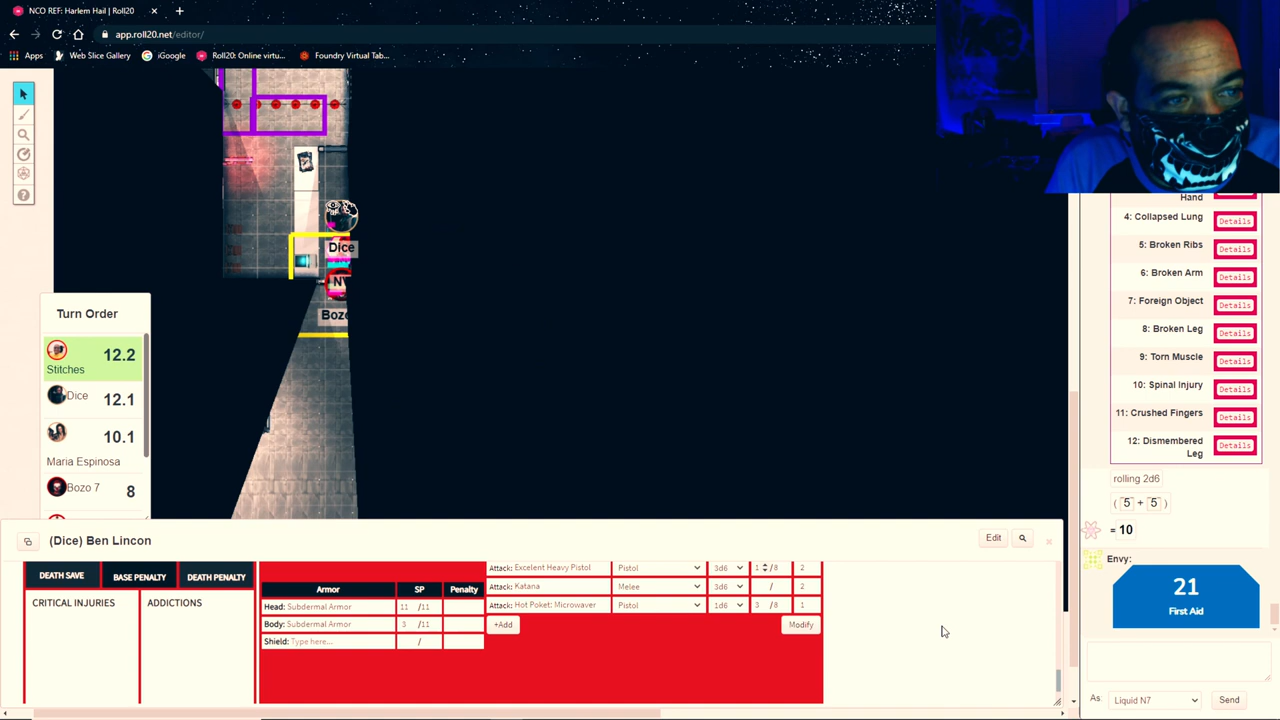 NCO REF: Harlem Hail | Roll20
app.roll20.net/editor/
Apps
Web Slice Gallery
iGoogle
Roll20: Online virtu...
Foundry Virtual Tab...
Hand
4: Collapsed Lung Details
5: Broken Ribs Details
6: Broken Arm Details
7: Foreign Object Details
8: Broken Leg Details
9: Torn Muscle Details
10: Spinal Injury Details
11: Crushed Fingers Details
12: Dismembered Leg Details
rolling 2d6
( 5 + 5 )
= 10
Envy:
21
First Aid
As Liquid N7 Send
Dice
Boz
Turn Order
12.2
Stitches
Dice 12.1
10.1
Maria Espinosa
Bozo 7 8
(Dice) Ben Lincon
Edit
DEATH SAVE BASE PENALTY DEATH PENALTY
CRITICAL INJURIES ADDICTIONS
Armor SP Penalty
Head: Subdermal Armor 11 /11
Body: Subdermal Armor 3 /11
Shield: Type here... /
Attack: Excelent Heavy Pistol Pistol 3d6 1 /8 2
Attack: Katana Melee 3d6 / 2
Attack: Hot Poket: Microwaver Pistol 1d6 3 /8 1
+Add Modify